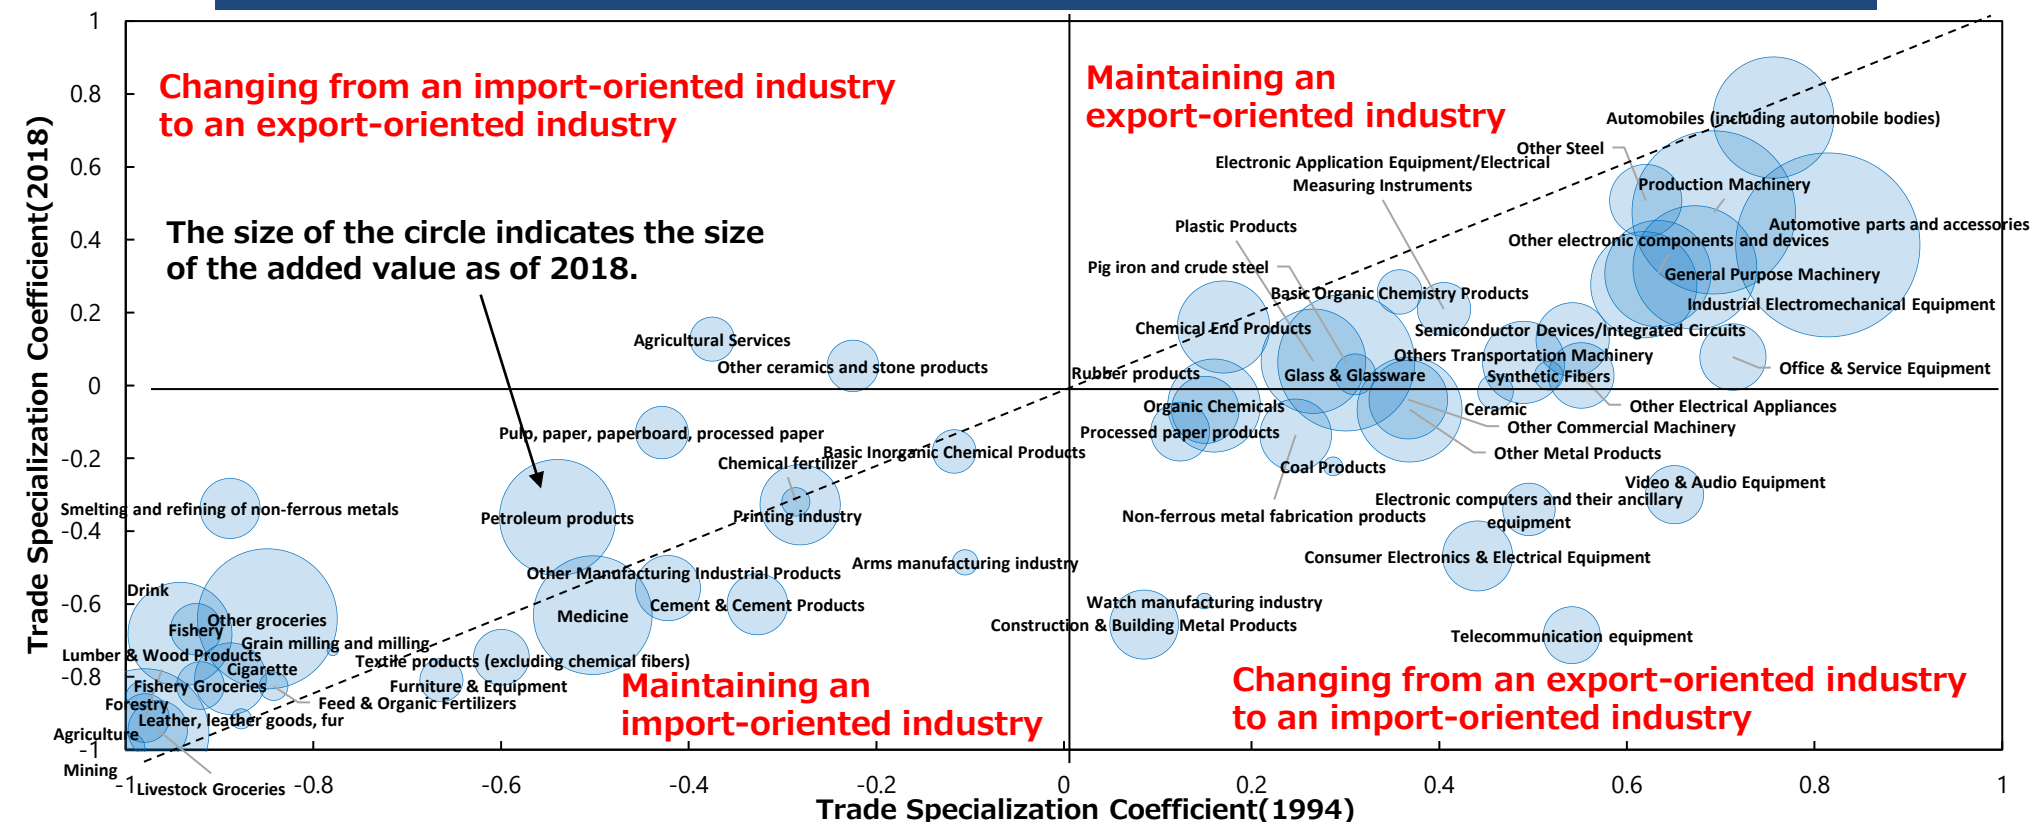 1
0.8
0.6
0.4
0.2
0
-0.2
-0.4
-0.6
-0.8
-1
Trade Specialization Coefficient(2018)
Changing from an import-oriented industry
to an export-oriented industry
Maintaining an
export-oriented industry
The size of the circle indicates the size
of the added value as of 2018.
Automobiles (including automobile bodies)
Other Steel
Electronic Application Equipment/Electrical
Measuring Instruments
Production Machinery
Plastic Products
Automotive parts and accessories
Other electronic components and devices
Pig iron and crude steel
General Purpose Machinery
Basic Organic Chemistry Products
Industrial Electromechanical Equipment
Chemical End Products
Semiconductor Devices/Integrated Circuits
Agricultural Services
Others Transportation Machinery
Other ceramics and stone products
Office & Service Equipment
Rubber products
Glass & Glassware
Synthetic Fibers
Organic Chemicals
Ceramic
Other Electrical Appliances
Other Commercial Machinery
Pulp, paper, paperboard, processed paper
Processed paper products
Basic Inorganic Chemical Products
Other Metal Products
Chemical fertilizer
Coal Products
Video & Audio Equipment
Electronic computers and their ancillary
equipment
Smelting and refining of non-ferrous metals
Petroleum products
Printing industry
Non-ferrous metal fabrication products
Arms manufacturing industry
Consumer Electronics & Electrical Equipment
Other Manufacturing Industrial Products
Drink
Cement & Cement Products
Watch manufacturing industry
Medicine
Other groceries
Fishery
Construction & Building Metal Products
Telecommunication equipment
Grain milling and milling
Lumber & Wood Products
Textile products (excluding chemical fibers)
Cigarette
Fishery Groceries
Furniture & Equipment
Feed & Organic Fertilizers
Forestry
Leather, leather goods, fur
Agriculture
Mining
Livestock Groceries
Maintaining an
import-oriented industry
Changing from an export-oriented industry
to an import-oriented industry
-1
-0.8
-0.6
-0.4
-0.2
0
0.2
0.4
0.6
0.8
1
Trade Specialization Coefficient(1994)